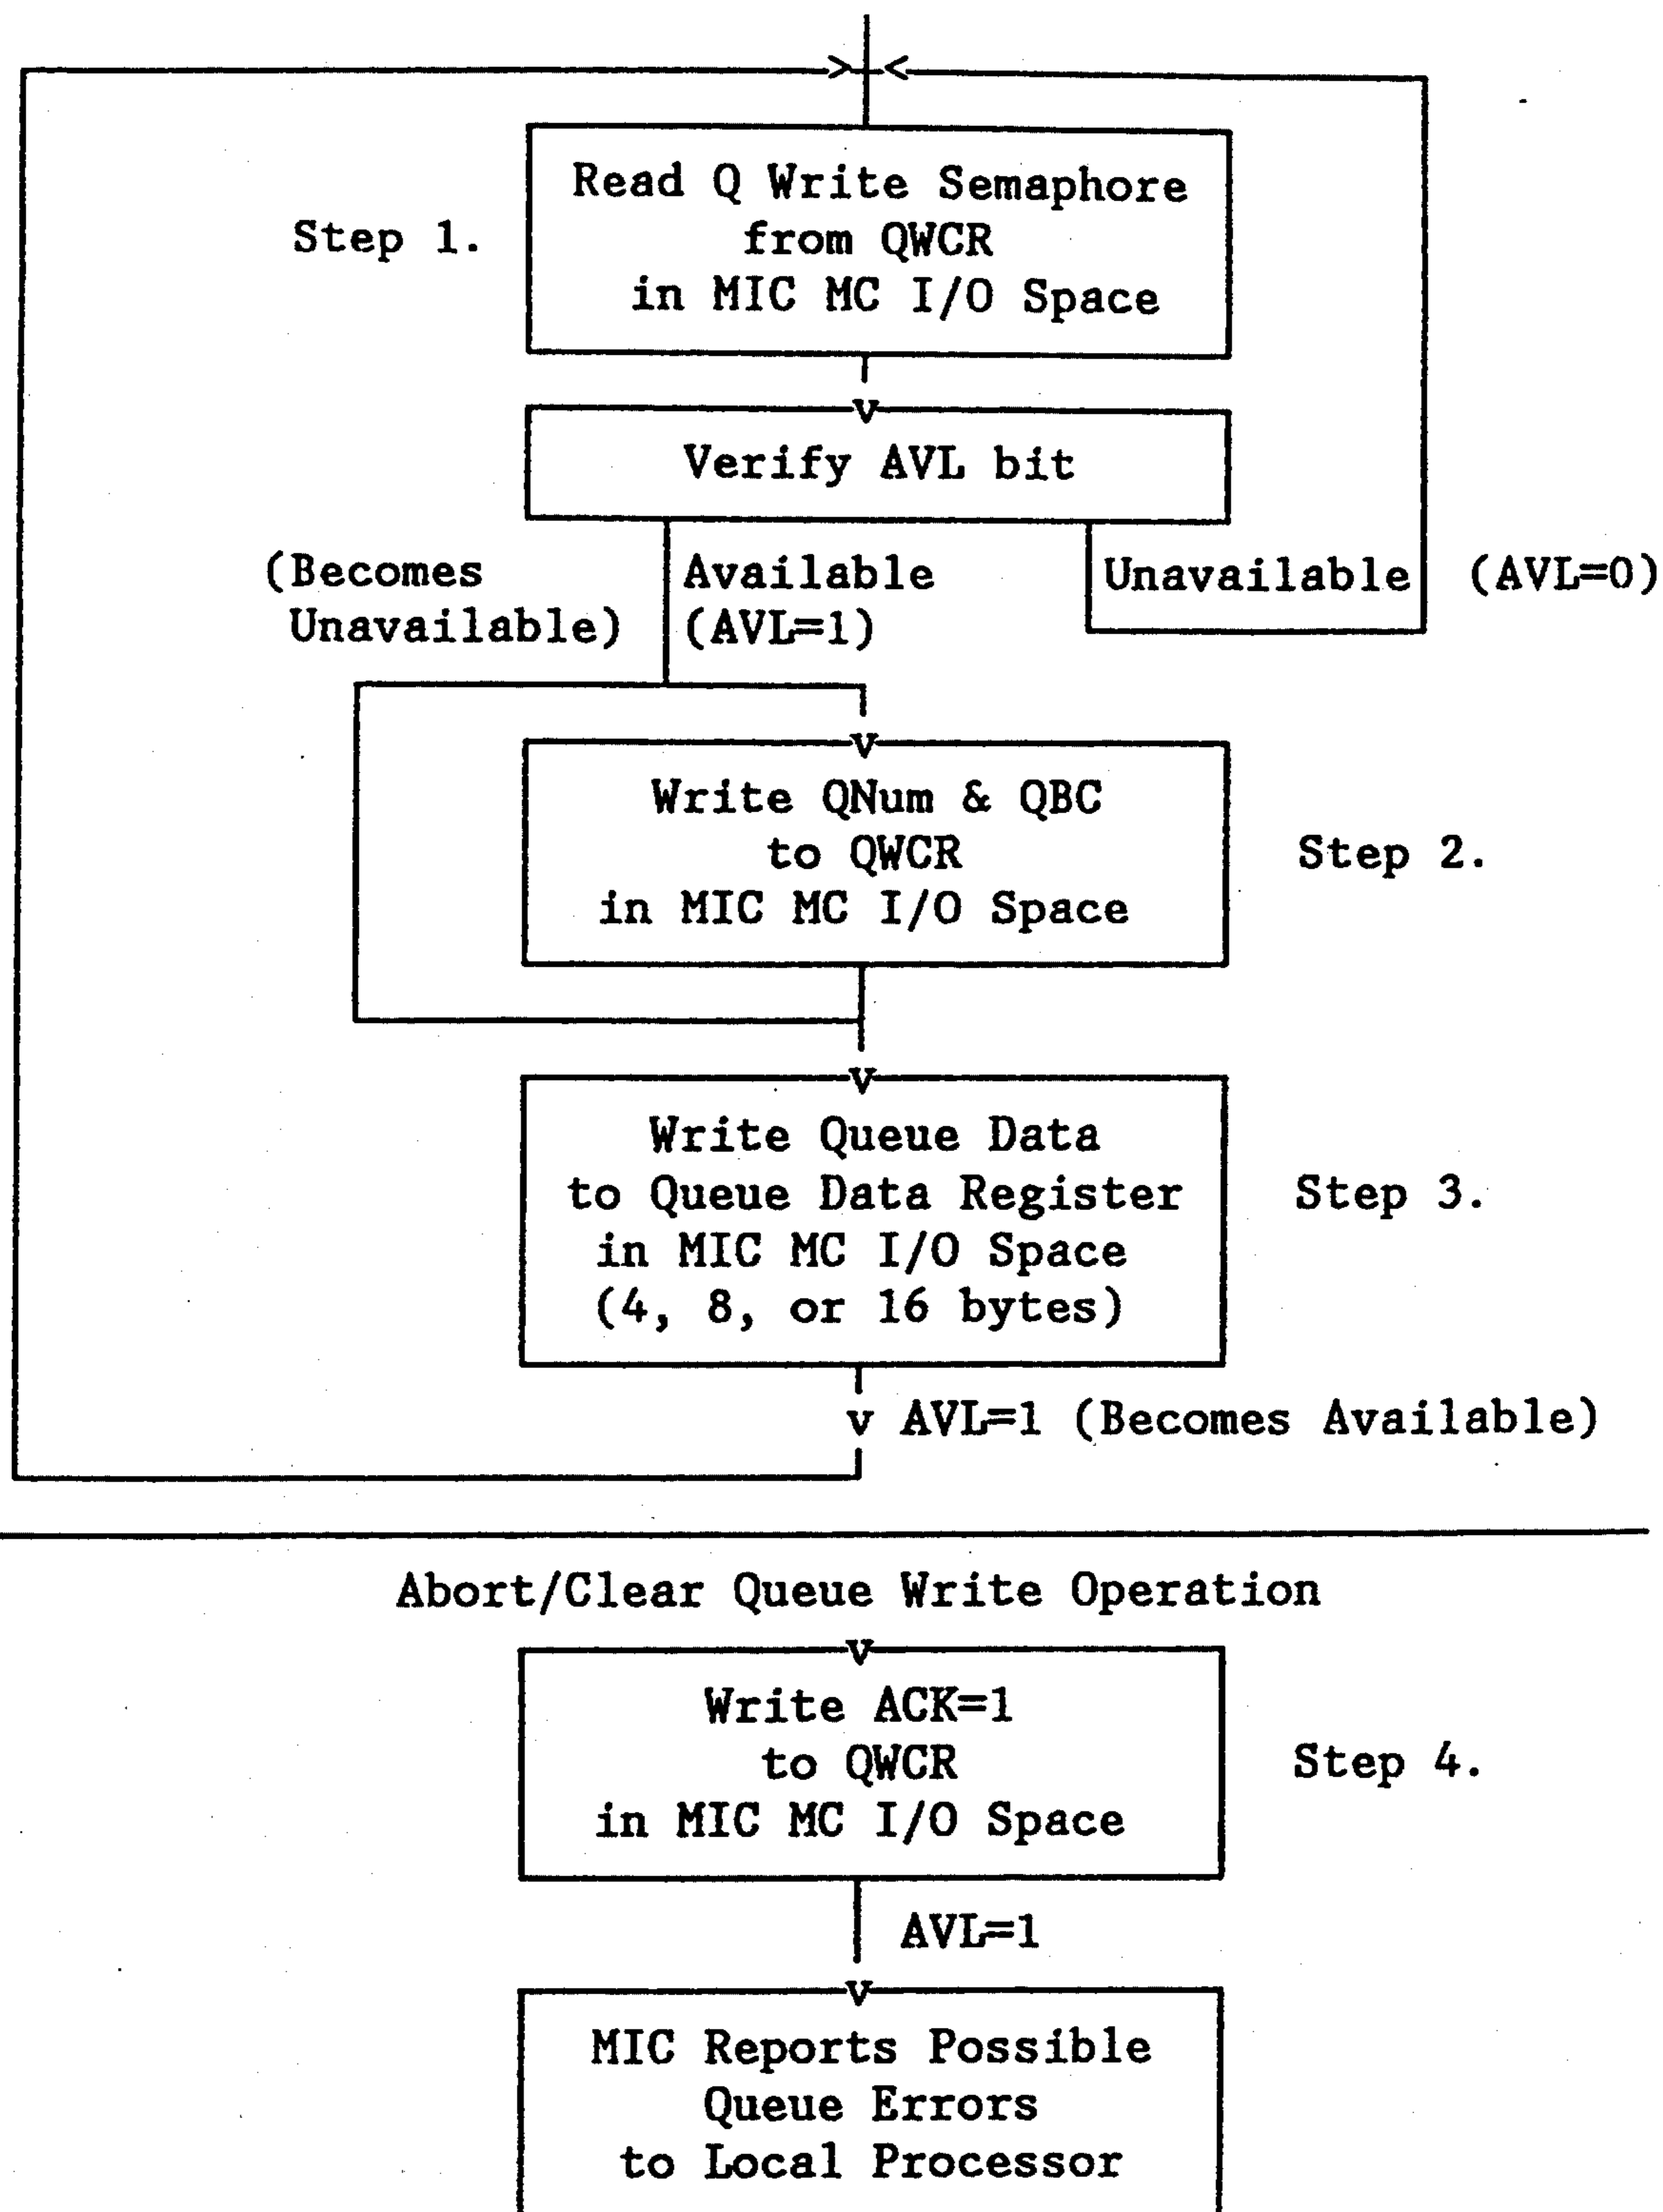 Read Q Write Semaphore
Step 1.
from QWCR
in MIC MC I/O Space
Verify AVL bit
(Becomes
Unavailable)
Available
(AVL=1)
Unavailable
(AVL=0)
Write QNum & QBC
to QWCR
in MIC MC I/O Space
Step 2.
Write Queue Data
to Queue Data Register
in MIC MC I/O Space
(4, 8, or 16 bytes)
Step 3.
AVL=1 (Becomes Available)
Abort/Clear Queue Write Operation
Write ACK=1
to QWCR
in MIC MC I/O Space
Step 4.
AVL=1
MIC Reports Possible
Queue Errors
to Local Processor